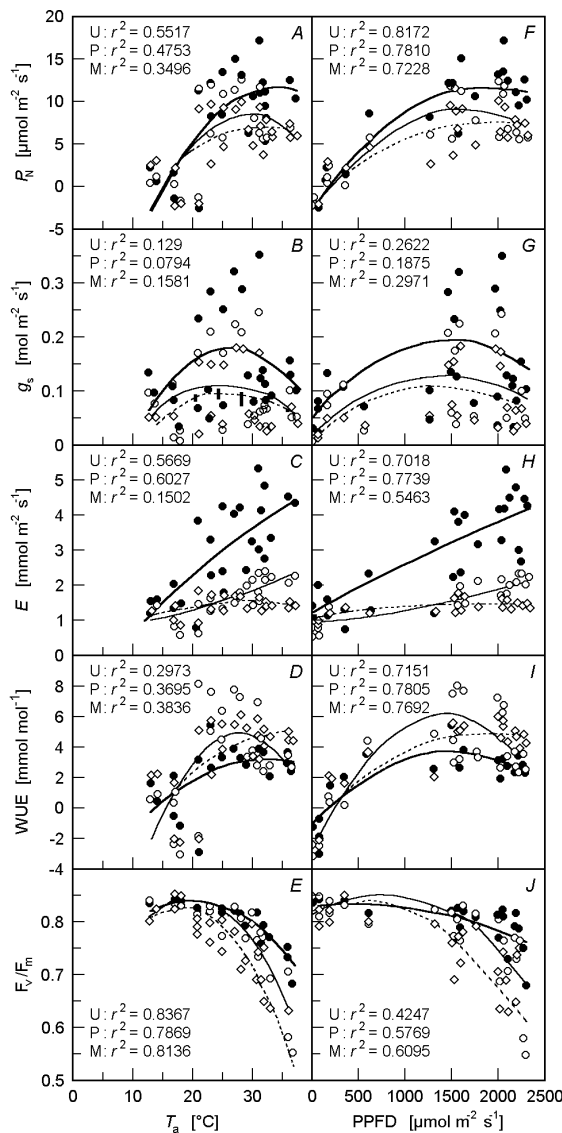 20
15
10
5
0
-5
P_N [µmol m⁻² s⁻¹]
U: r² = 0.5517
P: r² = 0.4753
M: r² = 0.3496
A
U: r² = 0.8172
P: r² = 0.7810
M: r² = 0.7228
F
0.3
0.2
0.1
0
g_s [mol m⁻² s⁻¹]
U: r² = 0.129
P: r² = 0.0794
M: r² = 0.1581
B
U: r² = 0.2622
P: r² = 0.1875
M: r² = 0.2971
G
5
4
3
2
1
0
E [mmol m⁻² s⁻¹]
U: r² = 0.5669
P: r² = 0.6027
M: r² = 0.1502
C
U: r² = 0.7018
P: r² = 0.7739
M: r² = 0.5463
H
8
6
4
2
0
-2
-4
WUE [mmol mol⁻¹]
U: r² = 0.2973
P: r² = 0.3695
M: r² = 0.3836
D
U: r² = 0.7151
P: r² = 0.7805
M: r² = 0.7692
I
0.8
0.7
0.6
0.5
F_v/F_m
E
U: r² = 0.8367
P: r² = 0.7869
M: r² = 0.8136
J
U: r² = 0.4247
P: r² = 0.5769
M: r² = 0.6095
0 10 20 30 40
0 500 1000 1500 2000 2500
T_a [°C]
PPFD [µmol m⁻² s⁻¹]